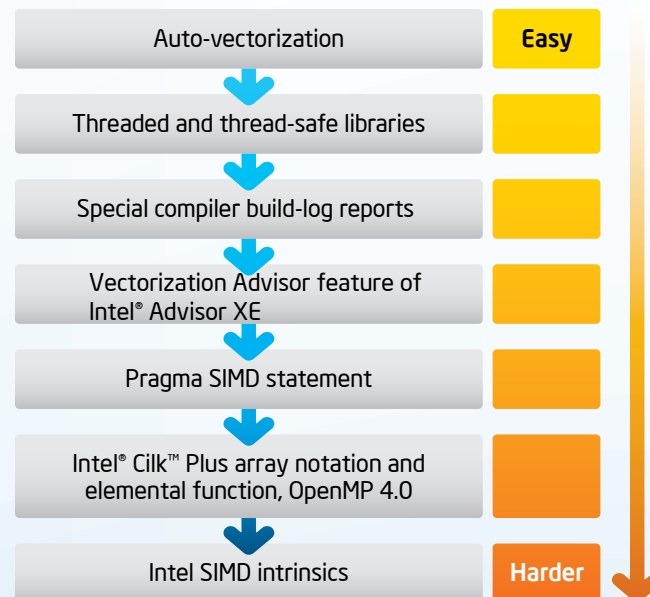 Auto-vectorization
Easy
Threaded and thread-safe libraries
Special compiler build-log reports
Vectorization Advisor feature of
Intel® Advisor XE
Pragma SIMD statement
Intel® Cilk™ Plus array notation and
elemental function, OpenMP 4.0
Intel SIMD intrinsics
Harder